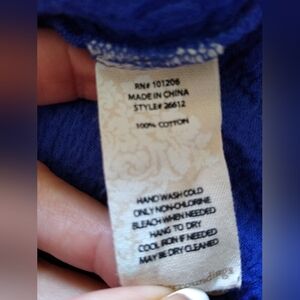 RN# 101206
MADE IN CHINA
STYLE# 26612
100% COTTON
HAND WASH COLD
ONLY NON-CHLORINE
BLEACH WHEN NEEDED
HANG TO DRY
COOL IRON IF NEEDED
MAY BE DRY CLEANED